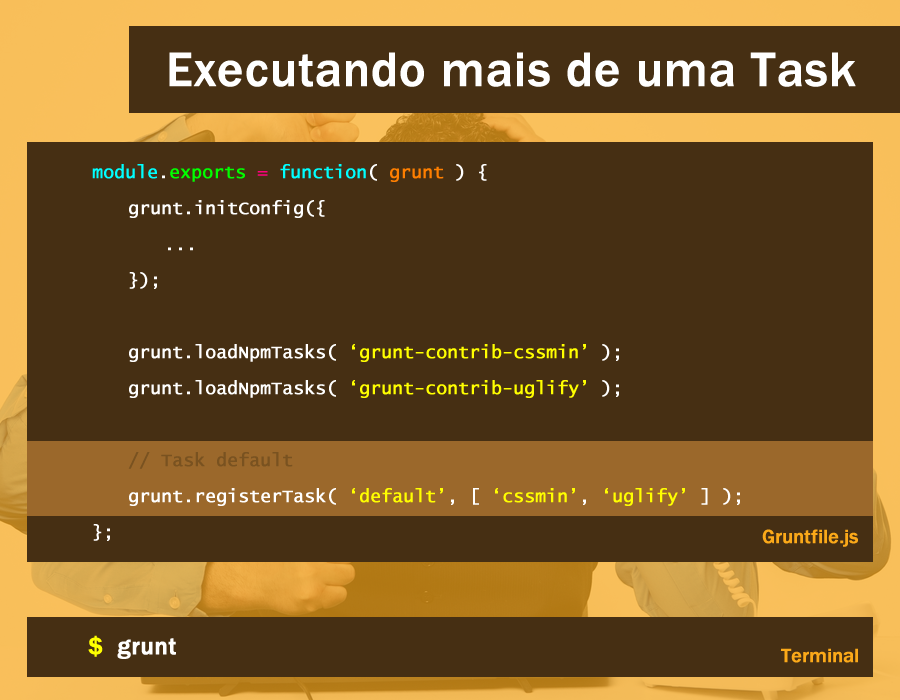 Executando mais de uma Task
module.exports = function( grunt ) {
grunt.initConfig({
...
});
grunt.loadNpmTasks( ‘grunt-contrib-cssmin’ );
grunt.loadNpmTasks( ‘grunt-contrib-uglify’ );
// Task default
grunt.registerTask( ‘default’, [ ‘cssmin’, ‘uglify’ ] );
};
Gruntfile.js
$ grunt
Terminal